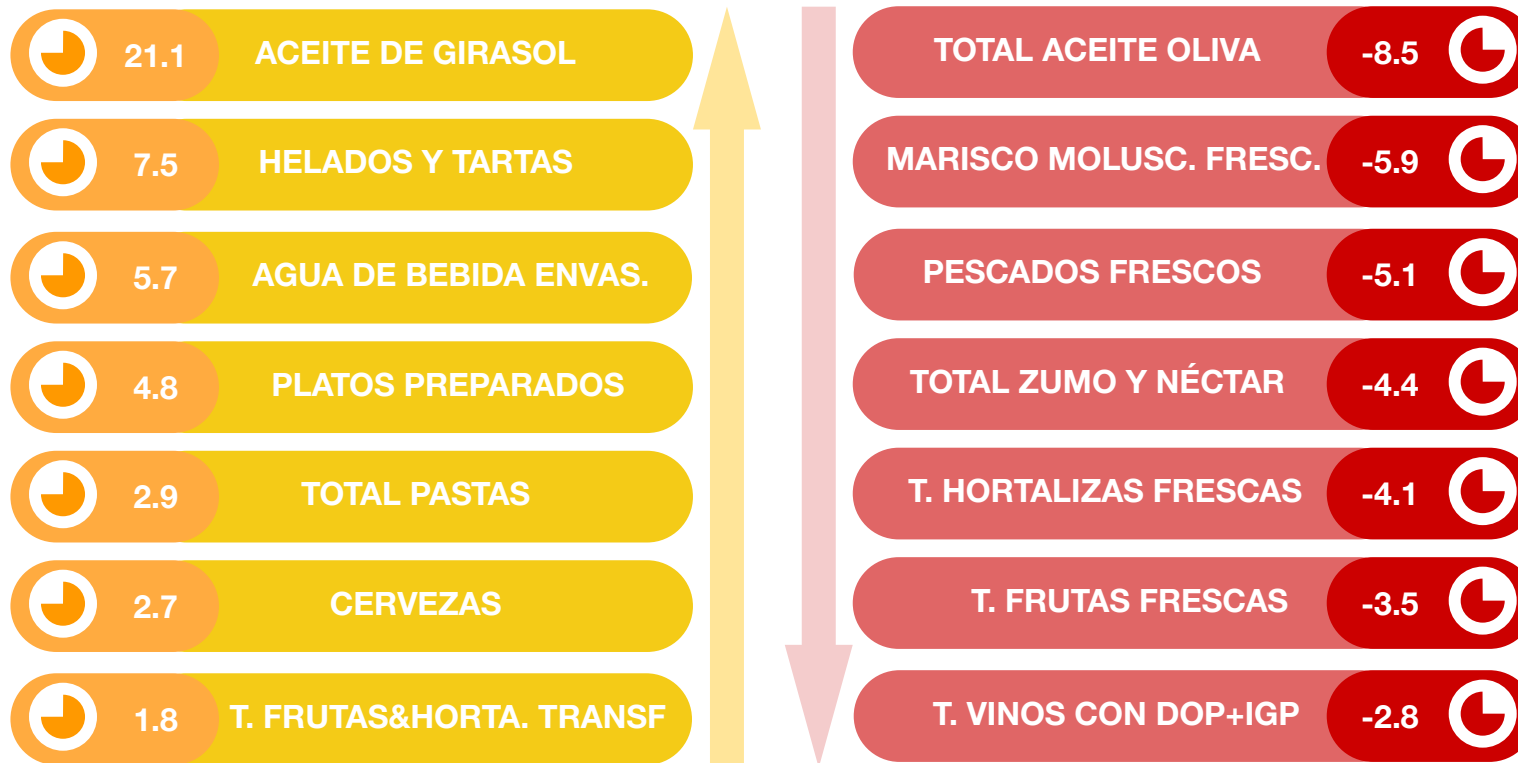 21.1 ACEITE DE GIRASOL
7.5 HELADOS Y TARTAS
5.7 AGUA DE BEBIDA ENVAS.
4.8 PLATOS PREPARADOS
2.9 TOTAL PASTAS
2.7 CERVEZAS
1.8 T. FRUTAS&HORTA. TRANSF
TOTAL ACEITE OLIVA -8.5
MARISCO MOLUSC. FRESC. -5.9
PESCADOS FRESCOS -5.1
TOTAL ZUMO Y NÉCTAR -4.4
T. HORTALIZAS FRESCAS -4.1
T. FRUTAS FRESCAS -3.5
T. VINOS CON DOP+IGP -2.8